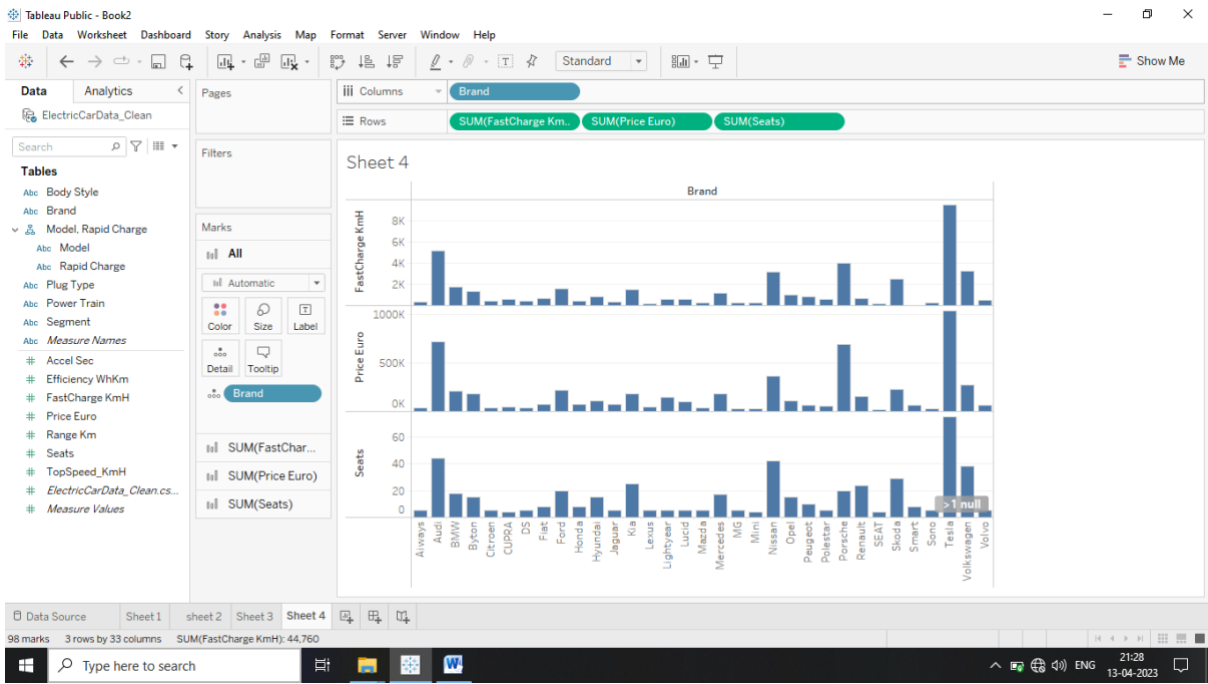 Tableau Public - Book2
File Data Worksheet Dashboard Story Analysis Map Format Server Window Help
Standard
Show Me
Data Analytics
ElectricCarData_Clean
Search
Tables
Abc Body Style
Abc Brand
Model, Rapid Charge
Abc Model
Abc Rapid Charge
Abc Plug Type
Abc Power Train
Abc Segment
Abc Measure Names
# Accel Sec
# Efficiency WhKm
# FastCharge KmH
# Price Euro
# Range Km
# Seats
# TopSpeed_KmH
# ElectricCarData_Clean.cs...
# Measure Values
Pages
Filters
Marks
All
Automatic
Color Size Label
Detail Tooltip
Brand
SUM(FastChar...
SUM(Price Euro)
SUM(Seats)
Columns Brand
Rows SUM(FastCharge Km.. SUM(Price Euro) SUM(Seats)
Sheet 4
Brand
FastCharge KmH
8K
6K
4K
2K
Price Euro
1000K
500K
0K
Seats
60
40
20
0
>1 null
Aiways
Audi
BMW
Byton
Citroen
CUPRA
DS
Fiat
Ford
Honda
Hyundai
Jaguar
Kia
Lexus
Lightyear
Lucid
Mazda
Mercedes
MG
Mini
Nissan
Opel
Peugeot
Polestar
Porsche
Renault
SEAT
Skoda
Smart
Sono
Tesla
Volkswagen
Volvo
Data Source Sheet 1 sheet 2 Sheet 3 Sheet 4
98 marks 3 rows by 33 columns SUM(FastCharge KmH): 44,760
Type here to search
W
ENG
21:28
13-04-2023